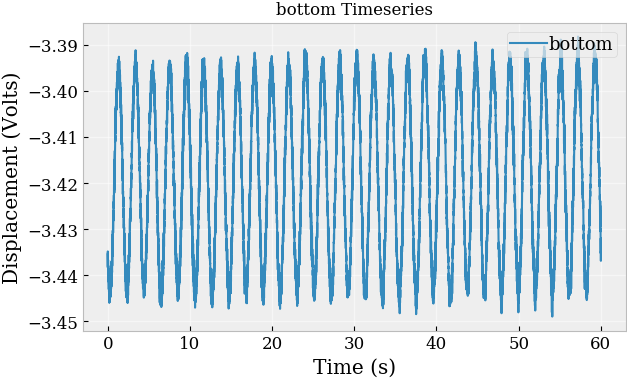 bottom Timeseries
bottom
Displacement (Volts)
−3.39
−3.40
−3.41
−3.42
−3.43
−3.44
−3.45
0 10 20 30 40 50 60
Time (s)